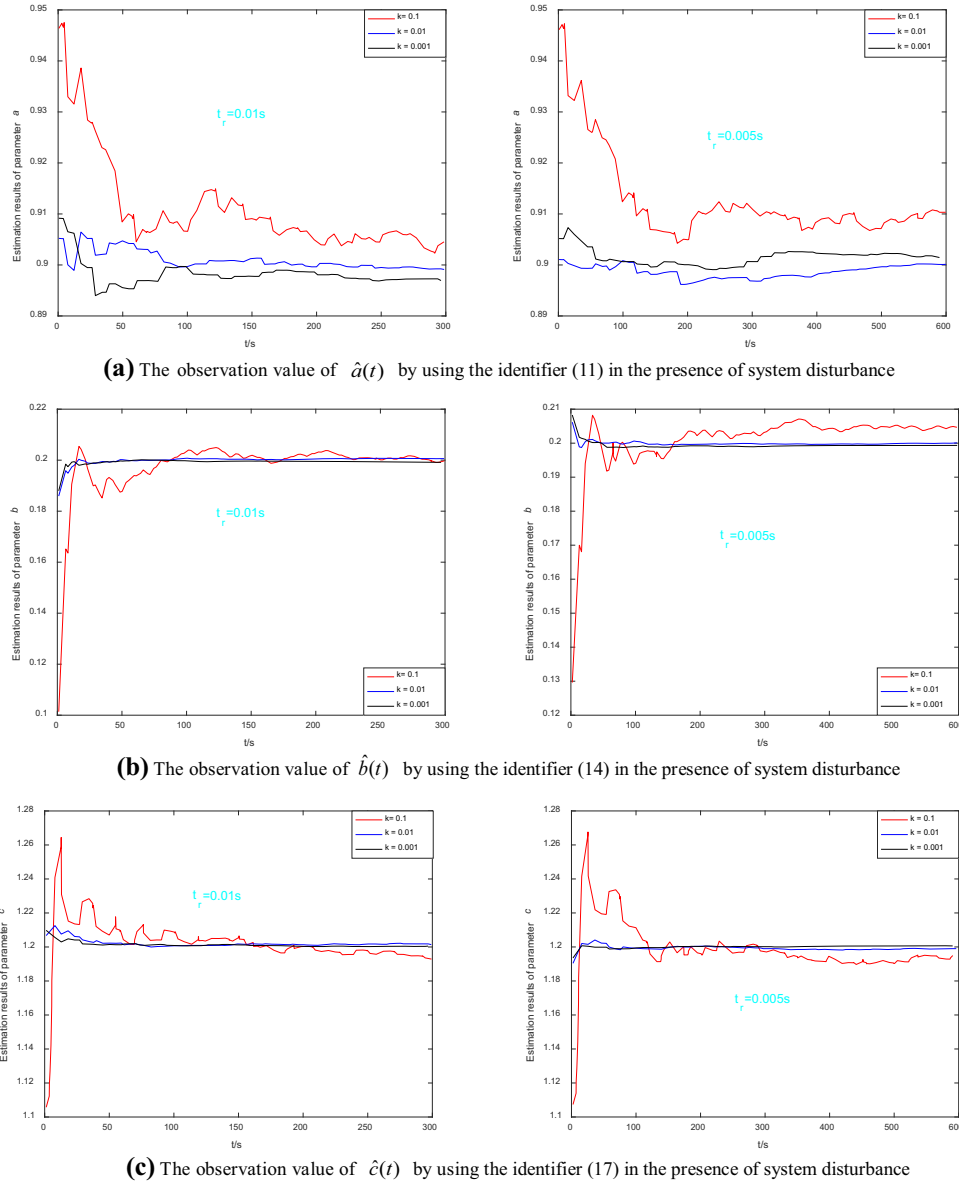 0.95
0.94
0.93
0.92
0.91
0.9
0.89
Estimation results of parameter a
k= 0.1
k = 0.01
k = 0.001
t_r=0.01s
0 50 100 150 200 250 300
t/s
0.95
0.94
0.93
0.92
0.91
0.9
0.89
Estimation results of parameter a
k= 0.1
k = 0.01
k = 0.001
t_r=0.005s
0 100 200 300 400 500 600
t/s
(a) The observation value of â(t) by using the identifier (11) in the presence of system disturbance
0.22
0.2
0.18
0.16
0.14
0.12
0.1
Estimation results of parameter b
t_r=0.01s
k= 0.1
k = 0.01
k = 0.001
0 50 100 150 200 250 300
t/s
0.21
0.2
0.19
0.18
0.17
0.16
0.15
0.14
0.13
0.12
Estimation results of parameter b
t_r=0.005s
k= 0.1
k = 0.01
k = 0.001
0 100 200 300 400 500 600
t/s
(b) The observation value of b̂(t) by using the identifier (14) in the presence of system disturbance
1.28
1.26
1.24
1.22
1.2
1.18
1.16
1.14
1.12
1.1
Estimation results of parameter c
k= 0.1
k = 0.01
k = 0.001
t_r=0.01s
0 50 100 150 200 250 300
t/s
1.28
1.26
1.24
1.22
1.2
1.18
1.16
1.14
1.12
1.1
Estimation results of parameter c
k= 0.1
k = 0.01
k = 0.001
t_r=0.005s
0 100 200 300 400 500 600
t/s
(c) The observation value of ĉ(t) by using the identifier (17) in the presence of system disturbance